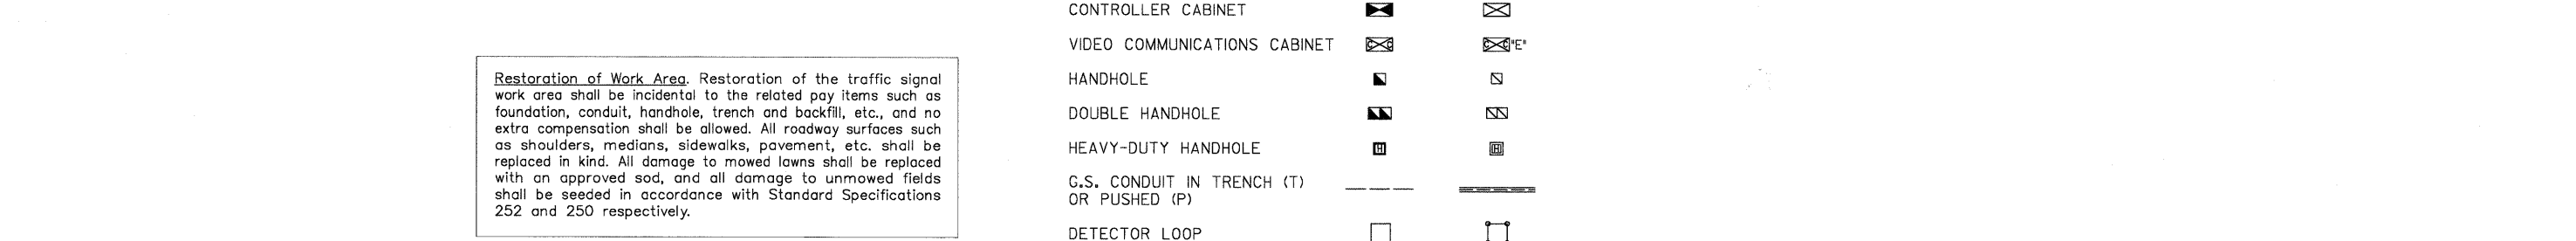 Restoration of Work Area. Restoration of the traffic signal
work area shall be incidental to the related pay items such as
foundation, conduit, handhole, trench and backfill, etc., and no
extra compensation shall be allowed. All roadway surfaces such
as shoulders, medians, sidewalks, pavement, etc. shall be
replaced in kind. All damage to mowed lawns shall be replaced
with an approved sod, and all damage to unmowed fields
shall be seeded in accordance with Standard Specifications
252 and 250 respectively.
CONTROLLER CABINET
VIDEO COMMUNICATIONS CABINET C C C C "E"
HANDHOLE
DOUBLE HANDHOLE
HEAVY-DUTY HANDHOLE H H
G.S. CONDUIT IN TRENCH (T)
OR PUSHED (P)
DETECTOR LOOP